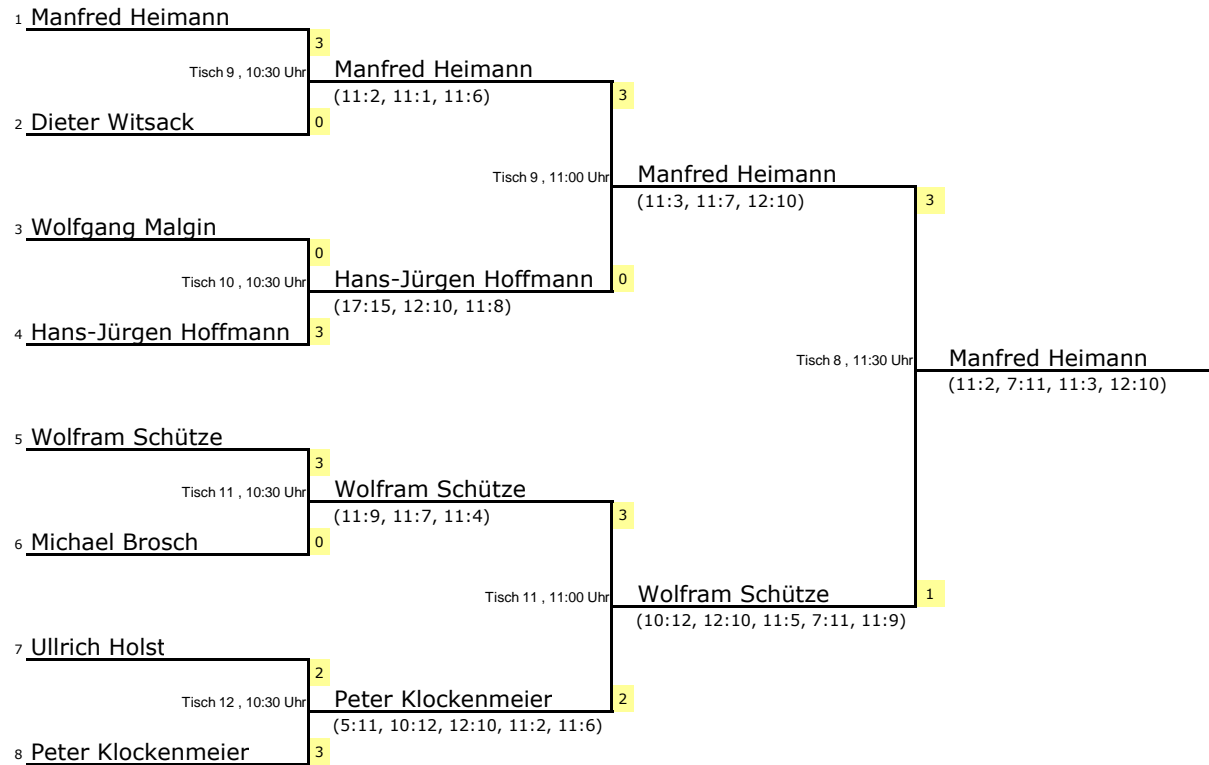 1 Manfred Heimann
3
Tisch 9 , 10:30 Uhr
Manfred Heimann
(11:2, 11:1, 11:6)
3
2 Dieter Witsack
0
Tisch 9 , 11:00 Uhr
Manfred Heimann
(11:3, 11:7, 12:10)
3
3 Wolfgang Malgin
0
Tisch 10 , 10:30 Uhr
Hans-Jürgen Hoffmann
0
(17:15, 12:10, 11:8)
4 Hans-Jürgen Hoffmann
3
Tisch 8 , 11:30 Uhr
Manfred Heimann
(11:2, 7:11, 11:3, 12:10)
5 Wolfram Schütze
3
Tisch 11 , 10:30 Uhr
Wolfram Schütze
(11:9, 11:7, 11:4)
3
6 Michael Brosch
0
Tisch 11 , 11:00 Uhr
Wolfram Schütze
1
(10:12, 12:10, 11:5, 7:11, 11:9)
7 Ullrich Holst
2
Tisch 12 , 10:30 Uhr
Peter Klockenmeier
2
(5:11, 10:12, 12:10, 11:2, 11:6)
8 Peter Klockenmeier
3